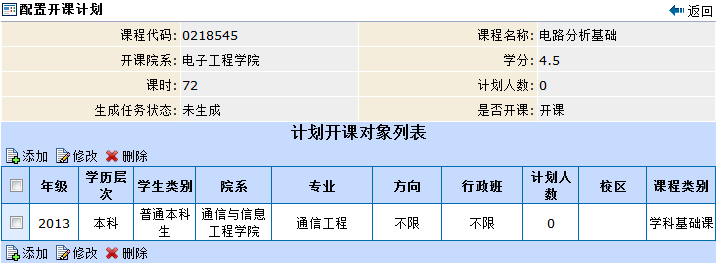 配置开课计划 返回
课程代码: 0218545 课程名称: 电路分析基础
开课院系: 电子工程学院 学分: 4.5
课时: 72 计划人数: 0
生成任务状态: 未生成 是否开课: 开课
计划开课对象列表
添加 修改 删除
年级 学历层次 学生类别 院系 专业 方向 行政班 计划人数 校区 课程类别
2013 本科 普通本科生 通信与信息工程学院 通信工程 不限 不限 0 学科基础课
添加 修改 删除